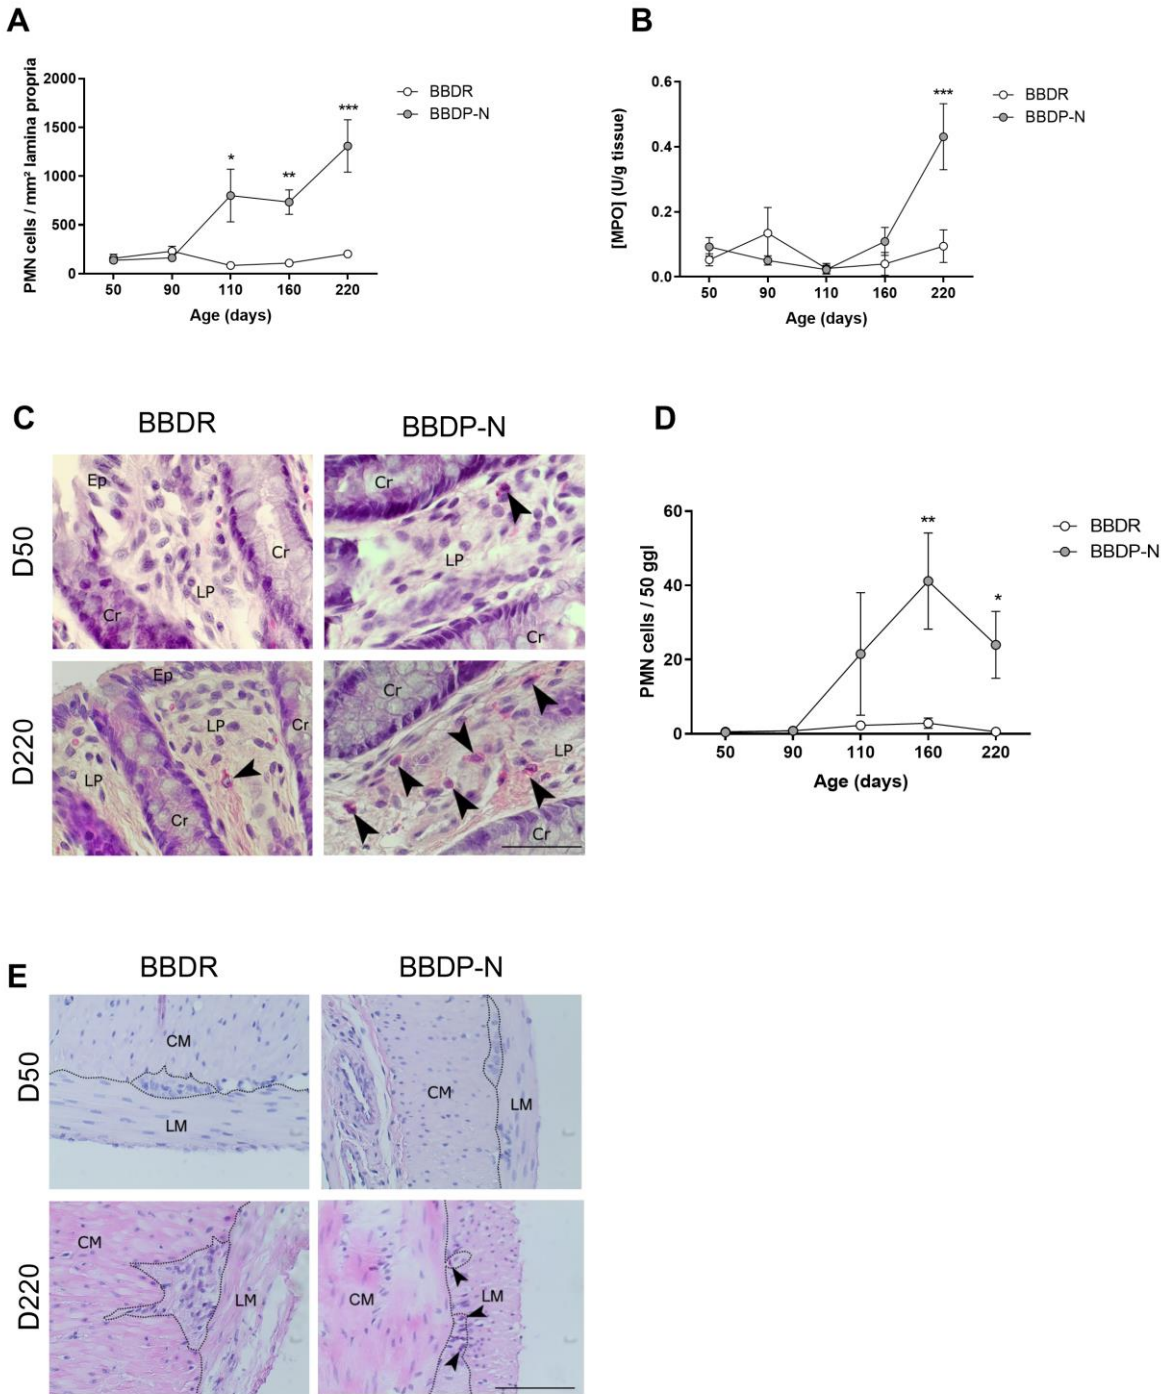 A
PMN cells / mm² lamina propria
2000
1500
1000
500
0
*
**
***
50 90 110 160 220
Age (days)
BBDR
BBDP-N
B
[MPO] (U/g tissue)
0.6
0.4
0.2
0.0
***
50 90 110 160 220
Age (days)
BBDR
BBDP-N
C
BBDR BBDP-N
D50
Ep
Cr
LP
Cr
Cr
LP
Cr
D220
Ep
LP
Cr
LP
Cr
Cr
LP
Cr
D
PMN cells / 50 ggl
60
40
20
0
**
*
50 90 110 160 220
Age (days)
BBDR
BBDP-N
E
BBDR BBDP-N
D50
CM
LM
CM
LM
D220
CM
LM
CM
LM